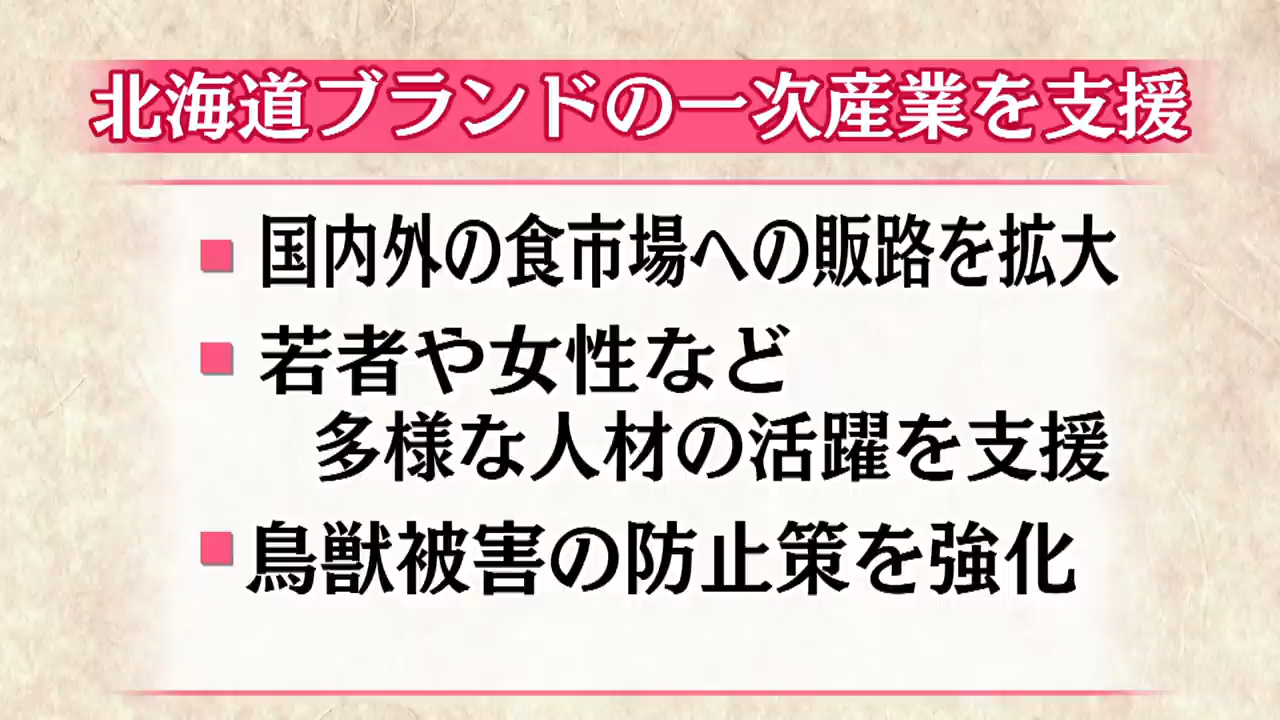 北海道ブランドの一次産業を支援
■ 国内外の食市場への販路を拡大
■ 若者や女性など
多様な人材の活躍を支援
■ 鳥獣被害の防止策を強化